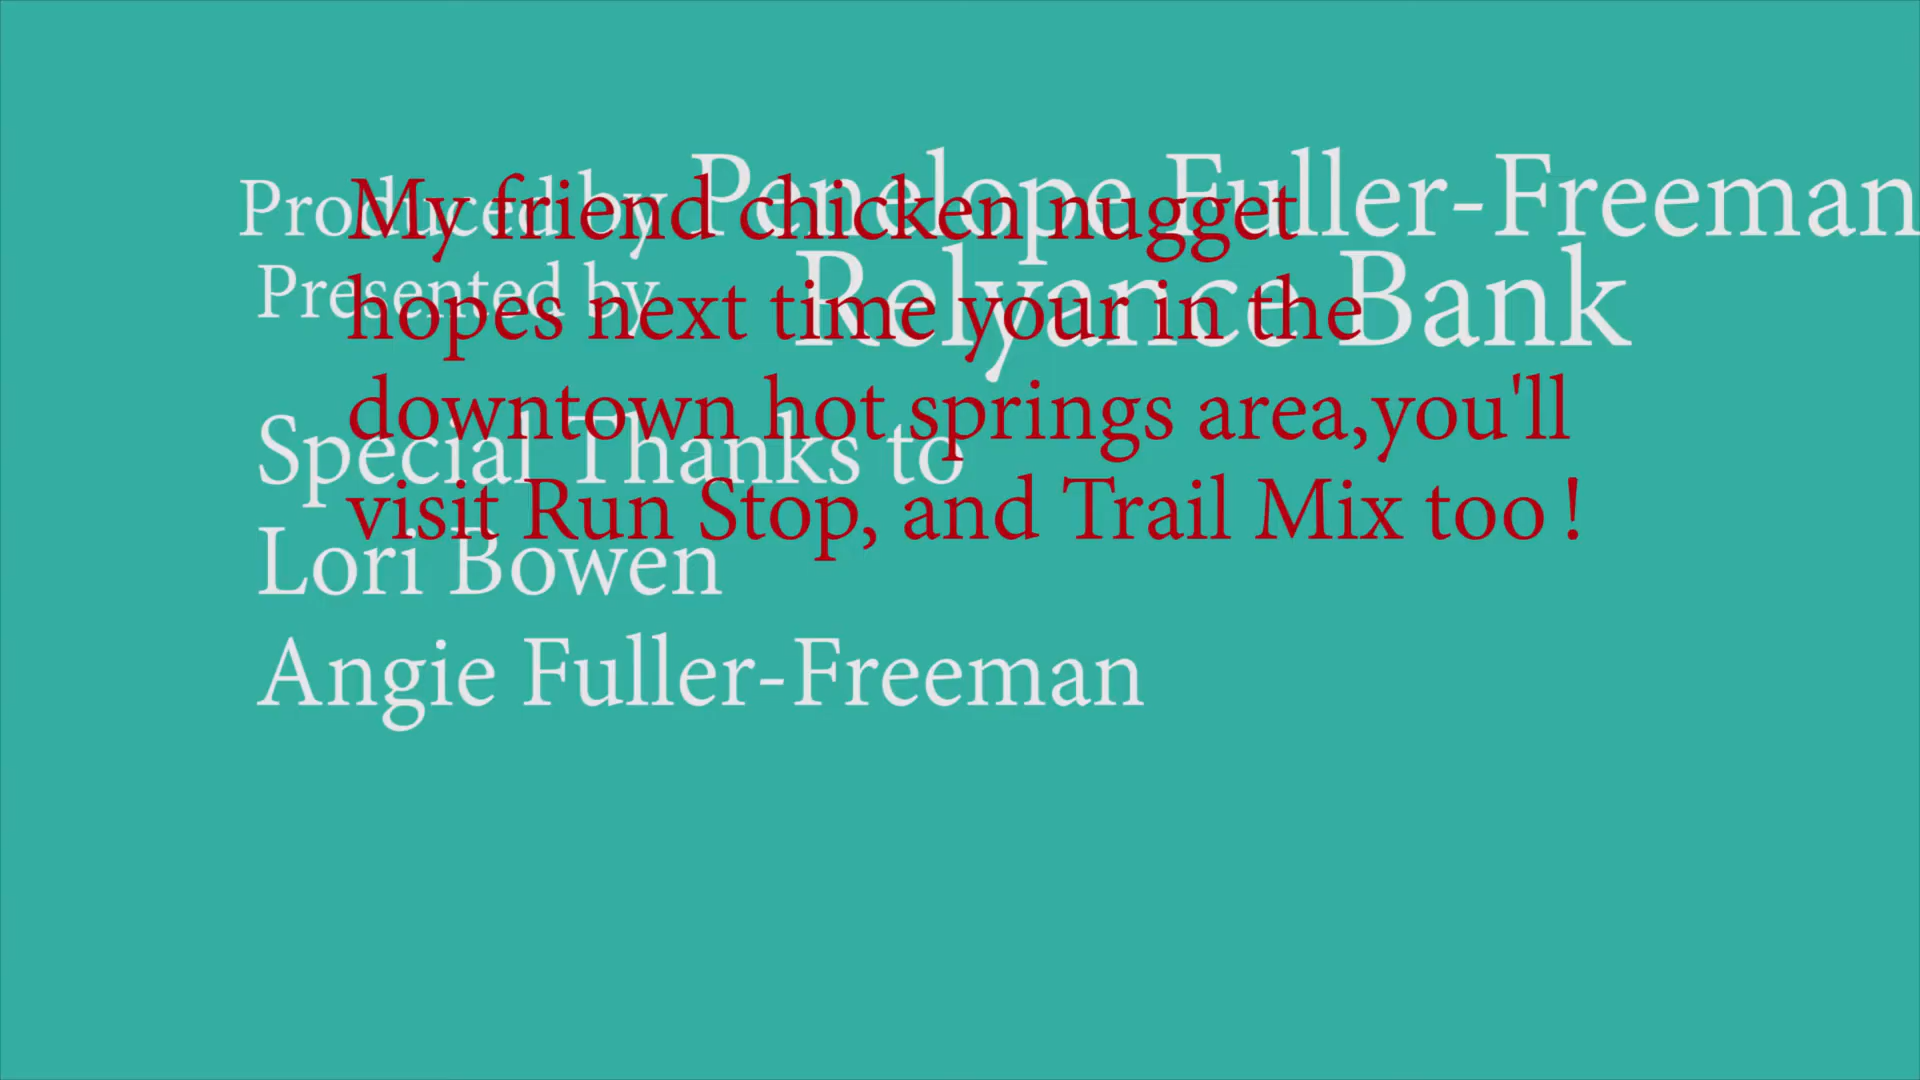 Produced by Penelope Fuller-Freeman
Presented by Relyance Bank
Special Thanks to
Lori Bowen
Angie Fuller-Freeman
My friend chicken nugget
hopes next time your in the
downtown hot springs area,you'll
visit Run Stop, and Trail Mix too !